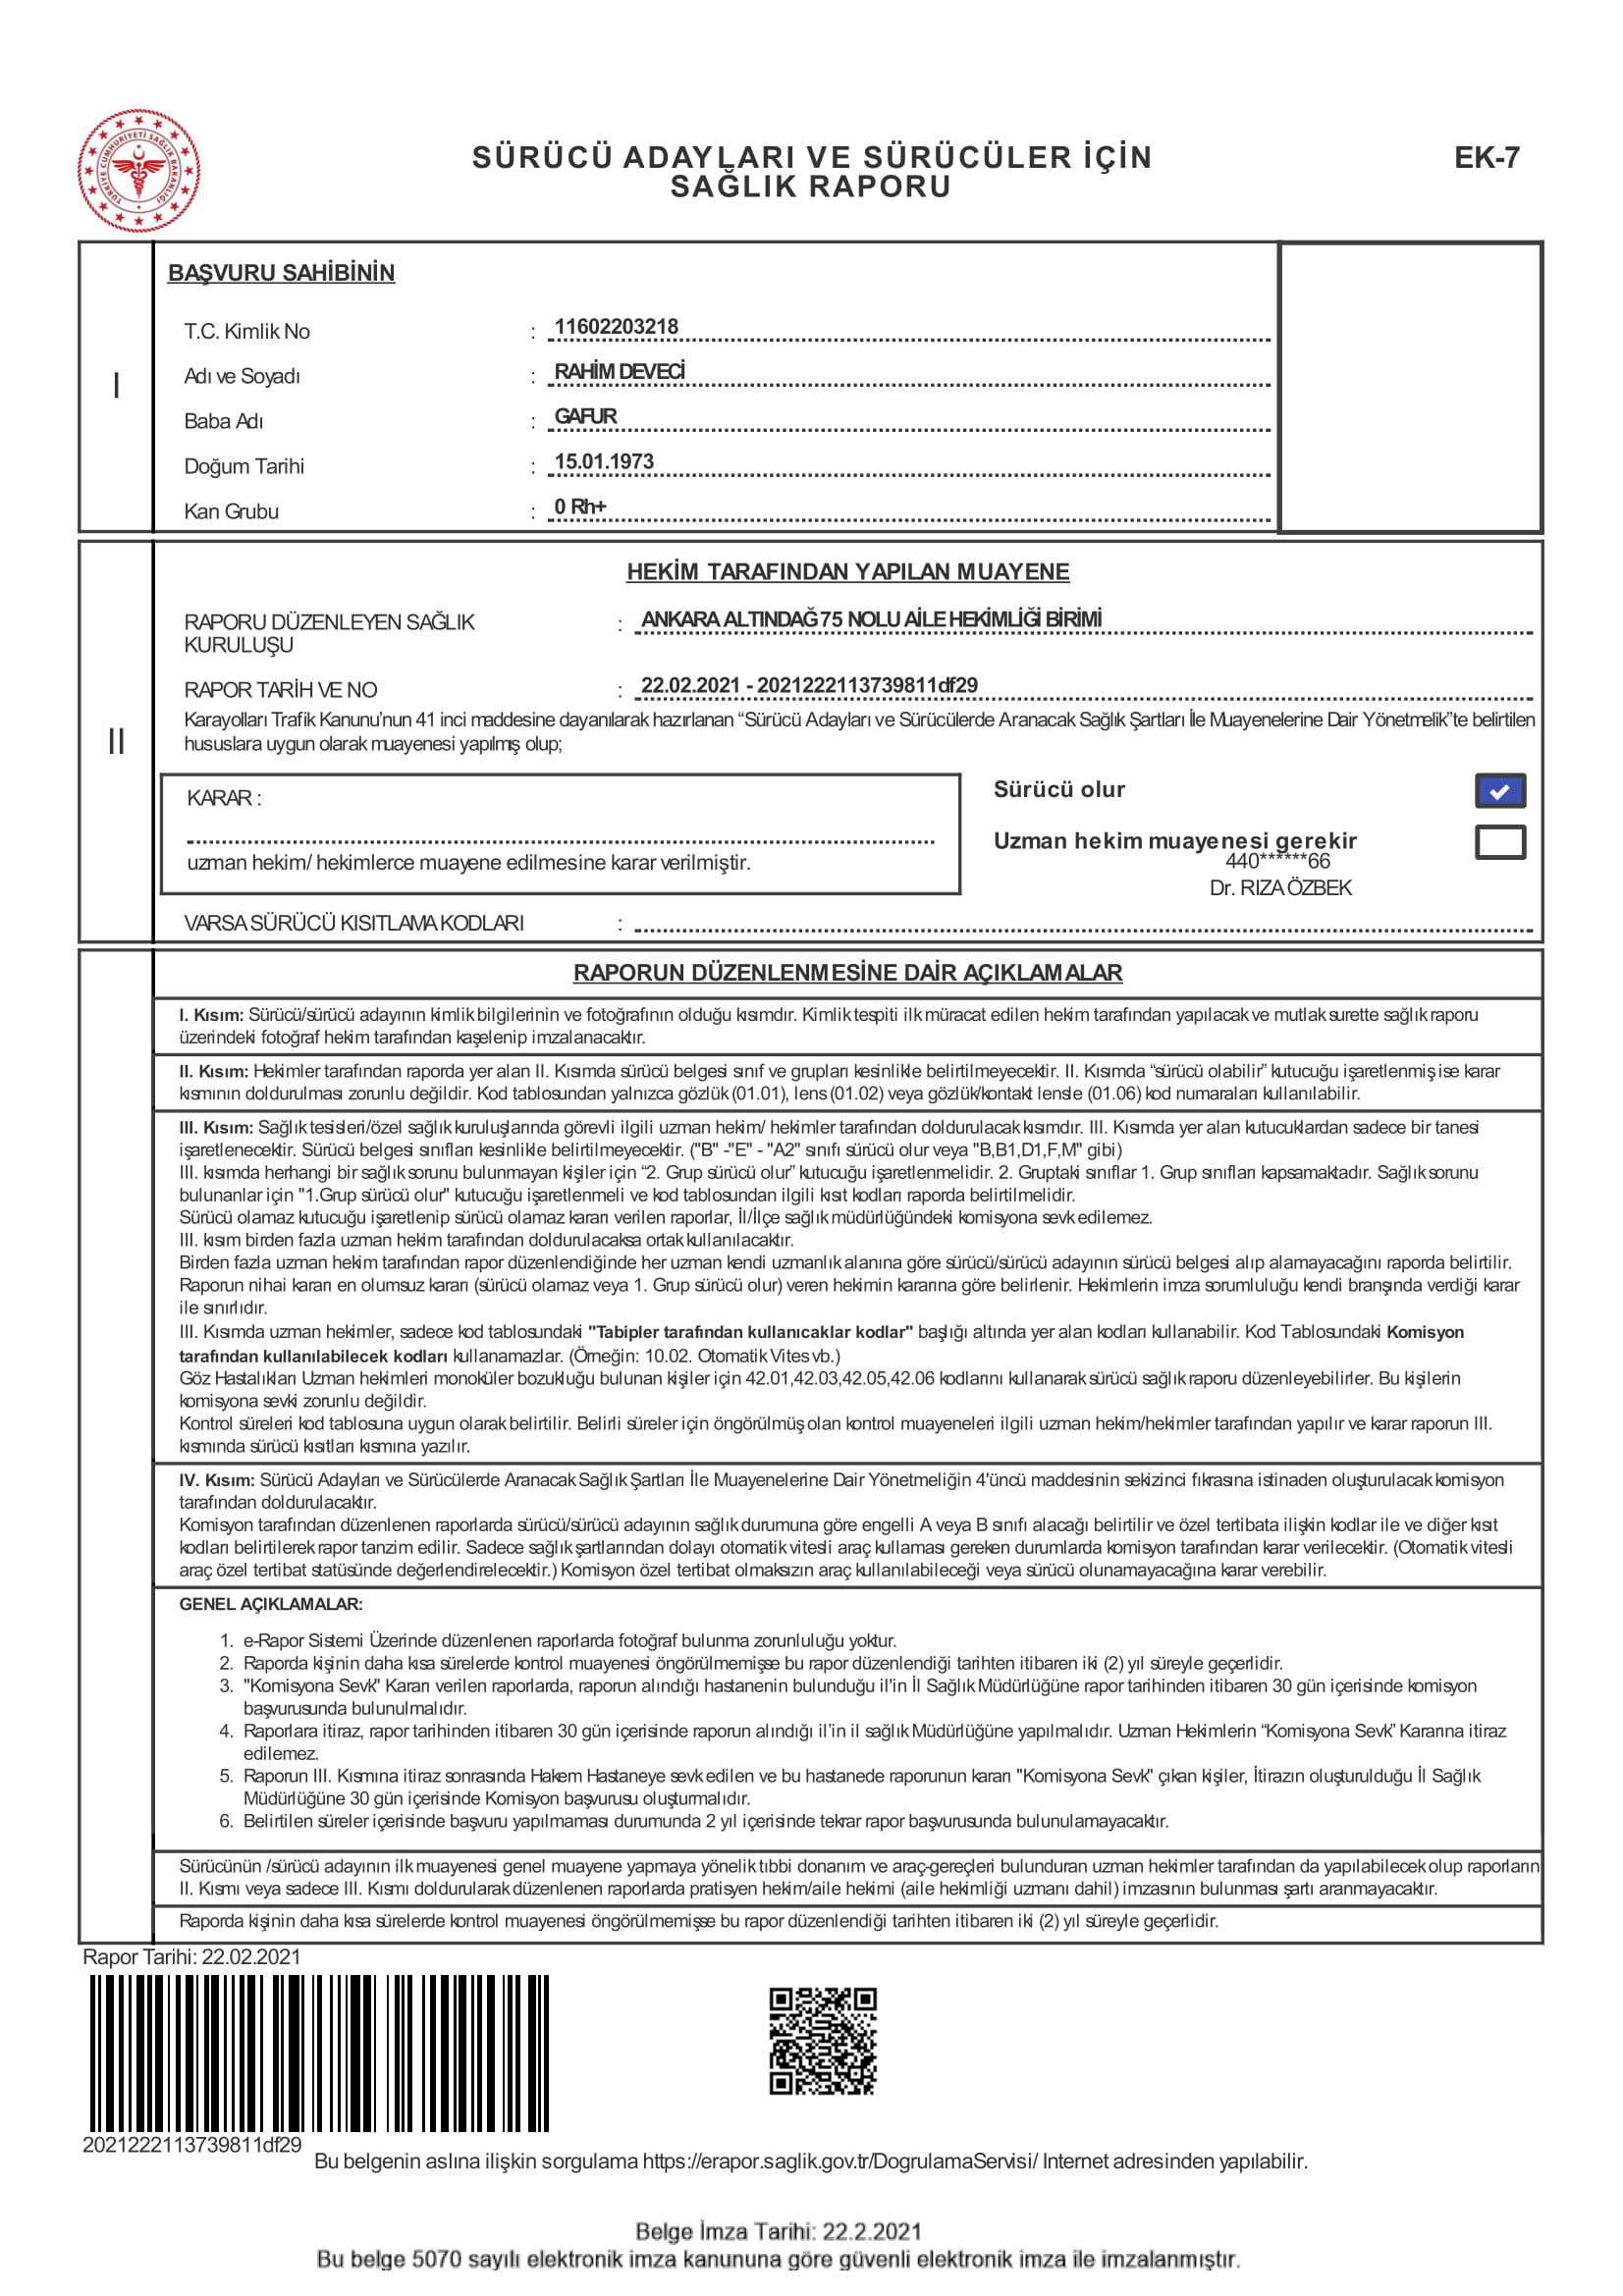 TÜRKİYE CUMHURİYETİ SAĞLIK BAKANLIĞI
SÜRÜCÜ ADAYLARI VE SÜRÜCÜLER İÇİN
SAĞLIK RAPORU
EK-7
I
BAŞVURU SAHİBİNİN
T.C. Kimlik No : 11602203218
Adı ve Soyadı : RAHİM DEVECİ
Baba Adı : GAFUR
Doğum Tarihi : 15.01.1973
Kan Grubu : 0 Rh+
II
HEKİM TARAFINDAN YAPILAN MUAYENE
RAPORU DÜZENLEYEN SAĞLIK
KURULUŞU : ANKARA ALTINDAĞ 75 NOLU AİLE HEKİMLİĞİ BİRİMİ
RAPOR TARİH VE NO : 22.02.2021 - 2021222113739811df29
Karayolları Trafik Kanunu’nun 41 inci maddesine dayanılarak hazırlanan “Sürücü Adayları ve Sürücülerde Aranacak Sağlık Şartları İle Muayenelerine Dair Yönetmelik”te belirtilen
hususlara uygun olarak muayenesi yapılmış olup;
KARAR :
uzman hekim/ hekimlerce muayene edilmesine karar verilmiştir.
Sürücü olur
Uzman hekim muayenesi gerekir
440******66
Dr. RIZA ÖZBEK
VARSA SÜRÜCÜ KISITLAMA KODLARI :
RAPORUN DÜZENLENMESİNE DAİR AÇIKLAMALAR
I. Kısım: Sürücü/sürücü adayının kimlik bilgilerinin ve fotoğrafının olduğu kısımdır. Kimlik tespiti ilk müracat edilen hekim tarafından yapılacak ve mutlak surette sağlık raporu
üzerindeki fotoğraf hekim tarafından kaşelenip imzalanacaktır.
II. Kısım: Hekimler tarafından raporda yer alan II. Kısımda sürücü belgesi sınıf ve grupları kesinlikle belirtilmeyecektir. II. Kısımda “sürücü olabilir” kutucuğu işaretlenmiş ise karar
kısmının doldurulması zorunlu değildir. Kod tablosundan yalnızca gözlük (01.01), lens (01.02) veya gözlük/kontakt lensle (01.06) kod numaraları kullanılabilir.
III. Kısım: Sağlık tesisleri/özel sağlık kuruluşlarında görevli ilgili uzman hekim/ hekimler tarafından doldurulacak kısımdır. III. Kısımda yer alan kutucuklardan sadece bir tanesi
işaretlenecektir. Sürücü belgesi sınıfları kesinlikle belirtilmeyecektir. ("B" -"E" - "A2" sınıfı sürücü olur veya "B,B1,D1,F,M" gibi)
III. kısımda herhangi bir sağlık sorunu bulunmayan kişiler için “2. Grup sürücü olur” kutucuğu işaretlenmelidir. 2. Gruptaki sınıflar 1. Grup sınıfları kapsamaktadır. Sağlık sorunu
bulunanlar için "1.Grup sürücü olur" kutucuğu işaretlenmeli ve kod tablosundan ilgili kısıt kodları raporda belirtilmelidir.
Sürücü olamaz kutucuğu işaretlenip sürücü olamaz kararı verilen raporlar, İl/İlçe sağlık müdürlüğündeki komisyona sevk edilemez.
III. kısım birden fazla uzman hekim tarafından doldurulacaksa ortak kullanılacaktır.
Birden fazla uzman hekim tarafından rapor düzenlendiğinde her uzman kendi uzmanlık alanına göre sürücü/sürücü adayının sürücü belgesi alıp alamayacağını raporda belirtilir.
Raporun nihai kararı en olumsuz kararı (sürücü olamaz veya 1. Grup sürücü olur) veren hekimin kararına göre belirlenir. Hekimlerin imza sorumluluğu kendi branşında verdiği karar
ile sınırlıdır.
III. Kısımda uzman hekimler, sadece kod tablosundaki "Tabipler tarafından kullanıcaklar kodlar" başlığı altında yer alan kodları kullanabilir. Kod Tablosundaki Komisyon
tarafından kullanılabilecek kodları kullanamazlar. (Örneğin: 10.02. Otomatik Vites vb.)
Göz Hastalıkları Uzman hekimleri monoküler bozukluğu bulunan kişiler için 42.01,42.03,42.05,42.06 kodlarını kullanarak sürücü sağlık raporu düzenleyebilirler. Bu kişilerin
komisyona sevki zorunlu değildir.
Kontrol süreleri kod tablosuna uygun olarak belirtilir. Belirli süreler için öngörülmüş olan kontrol muayeneleri ilgili uzman hekim/hekimler tarafından yapılır ve karar raporun III.
kısmında sürücü kısıtları kısmına yazılır.
IV. Kısım: Sürücü Adayları ve Sürücülerde Aranacak Sağlık Şartları İle Muayenelerine Dair Yönetmeliğin 4'üncü maddesinin sekizinci fıkrasına istinaden oluşturulacak komisyon
tarafından doldurulacaktır.
Komisyon tarafından düzenlenen raporlarda sürücü/sürücü adayının sağlık durumuna göre engelli A veya B sınıfı alacağı belirtilir ve özel tertibata ilişkin kodlar ile ve diğer kısıt
kodları belirtilerek rapor tanzim edilir. Sadece sağlık şartlarından dolayı otomatik vitesli araç kullaması gereken durumlarda komisyon tarafından karar verilecektir. (Otomatik vitesli
araç özel tertibat statüsünde değerlendirelecektir.) Komisyon özel tertibat olmaksızın araç kullanılabileceği veya sürücü olunamayacağına karar verebilir.
GENEL AÇIKLAMALAR:
1. e-Rapor Sistemi Üzerinde düzenlenen raporlarda fotoğraf bulunma zorunluluğu yoktur.
2. Raporda kişinin daha kısa sürelerde kontrol muayenesi öngörülmemişse bu rapor düzenlendiği tarihten itibaren iki (2) yıl süreyle geçerlidir.
3. "Komisyona Sevk" Kararı verilen raporlarda, raporun alındığı hastanenin bulunduğu il'in İl Sağlık Müdürlüğüne rapor tarihinden itibaren 30 gün içerisinde komisyon
başvurusunda bulunulmalıdır.
4. Raporlara itiraz, rapor tarihinden itibaren 30 gün içerisinde raporun alındığı il’in il sağlık Müdürlüğüne yapılmalıdır. Uzman Hekimlerin “Komisyona Sevk” Kararına itiraz
edilemez.
5. Raporun III. Kısmına itiraz sonrasında Hakem Hastaneye sevk edilen ve bu hastanede raporunun kararı "Komisyona Sevk" çıkan kişiler, İtirazın oluşturulduğu İl Sağlık
Müdürlüğüne 30 gün içerisinde Komisyon başvurusu oluşturmalıdır.
6. Belirtilen süreler içerisinde başvuru yapılmaması durumunda 2 yıl içerisinde tekrar rapor başvurusunda bulunulamayacaktır.
Sürücünün /sürücü adayının ilk muayenesi genel muayene yapmaya yönelik tıbbi donanım ve araç-gereçleri bulunduran uzman hekimler tarafından da yapılabilecek olup raporların
II. Kısmı veya sadece III. Kısmı doldurularak düzenlenen raporlarda pratisyen hekim/aile hekimi (aile hekimliği uzmanı dahil) imzasının bulunması şartı aranmayacaktır.
Raporda kişinin daha kısa sürelerde kontrol muayenesi öngörülmemişse bu rapor düzenlendiği tarihten itibaren iki (2) yıl süreyle geçerlidir.
Rapor Tarihi: 22.02.2021
2021222113739811df29
Bu belgenin aslına ilişkin sorgulama https://erapor.saglik.gov.tr/DogrulamaServisi/ Internet adresinden yapılabilir.
Belge İmza Tarihi: 22.2.2021
Bu belge 5070 sayılı elektronik imza kanununa göre güvenli elektronik imza ile imzalanmıştır.